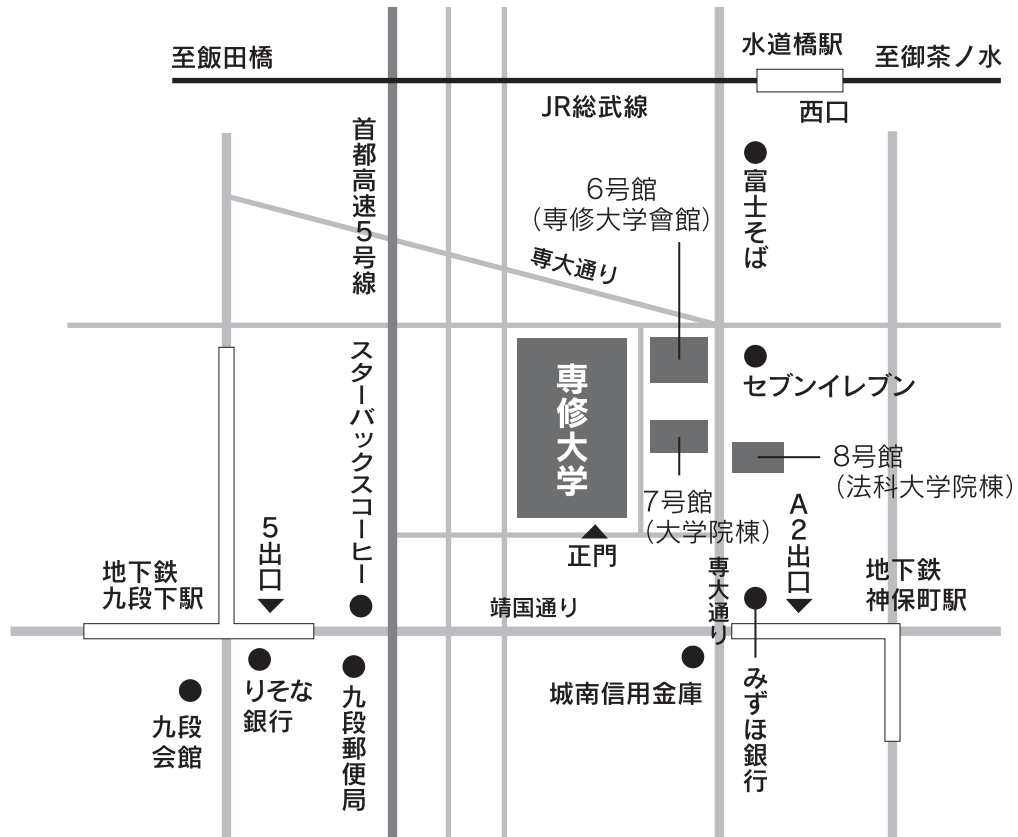 至飯田橋
水道橋駅
至御茶ノ水
JR総武線
西口
首都高速5号線
富士そば
6号館
（専修大学會館）
専大通り
スターバックスコーヒー
専修大学
セブンイレブン
8号館
（法科大学院棟）
7号館
（大学院棟）
A2出口
5出口
正門
専大通り
地下鉄
九段下駅
地下鉄
神保町駅
靖国通り
りそな
銀行
九段
会館
九段郵便局
城南信用金庫
みずほ銀行